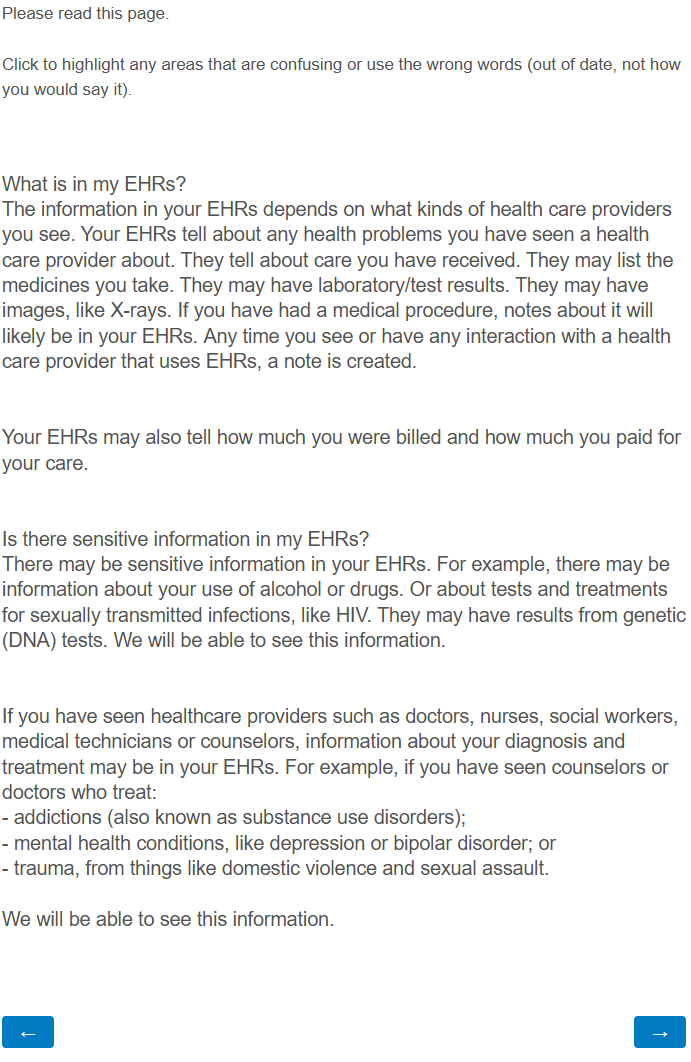 Please read this page.
Click to highlight any areas that are confusing or use the wrong words (out of date, not how
you would say it).
What is in my EHRs?
The information in your EHRs depends on what kinds of health care providers
you see. Your EHRs tell about any health problems you have seen a health
care provider about. They tell about care you have received. They may list the
medicines you take. They may have laboratory/test results. They may have
images, like X-rays. If you have had a medical procedure, notes about it will
likely be in your EHRs. Any time you see or have any interaction with a health
care provider that uses EHRs, a note is created.
Your EHRs may also tell how much you were billed and how much you paid for
your care.
Is there sensitive information in my EHRs?
There may be sensitive information in your EHRs. For example, there may be
information about your use of alcohol or drugs. Or about tests and treatments
for sexually transmitted infections, like HIV. They may have results from genetic
(DNA) tests. We will be able to see this information.
If you have seen healthcare providers such as doctors, nurses, social workers,
medical technicians or counselors, information about your diagnosis and
treatment may be in your EHRs. For example, if you have seen counselors or
doctors who treat:
- addictions (also known as substance use disorders);
- mental health conditions, like depression or bipolar disorder; or
- trauma, from things like domestic violence and sexual assault.
We will be able to see this information.
← →